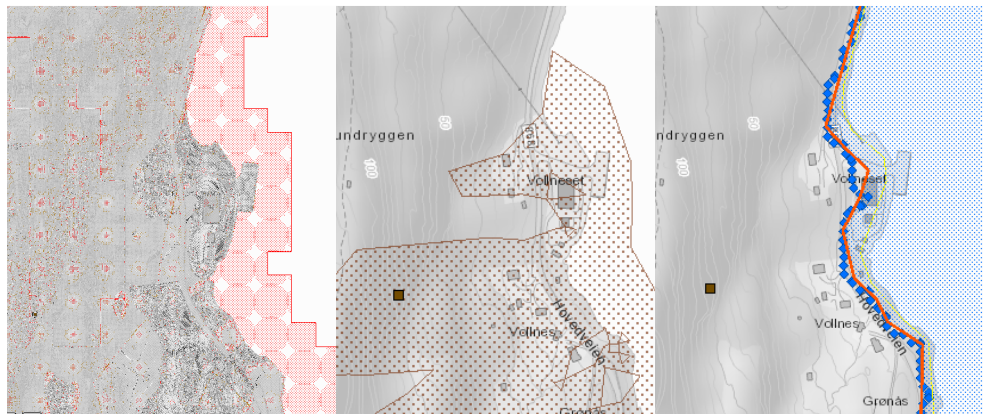 undryggen
50
100
Vollneset
Hovedveien
Vollnes
Grønås
undryggen
50
100
Vollneset
Hovedveien
Vollnes
Grønås